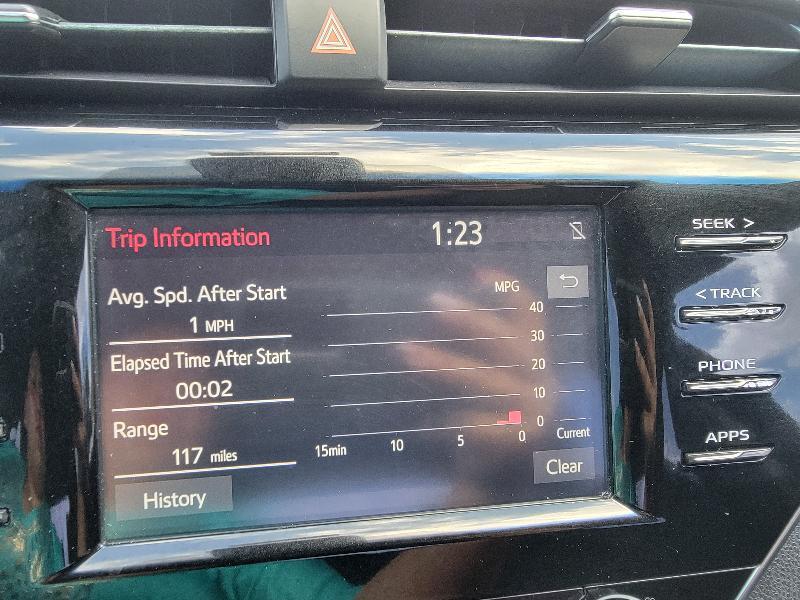 Trip Information
1:23
Avg. Spd. After Start
1 MPH
Elapsed Time After Start
00:02
Range
117 miles
History
MPG
40
30
20
10
0
15min 10 5 0
Current
Clear
SEEK >
< TRACK
PHONE
APPS